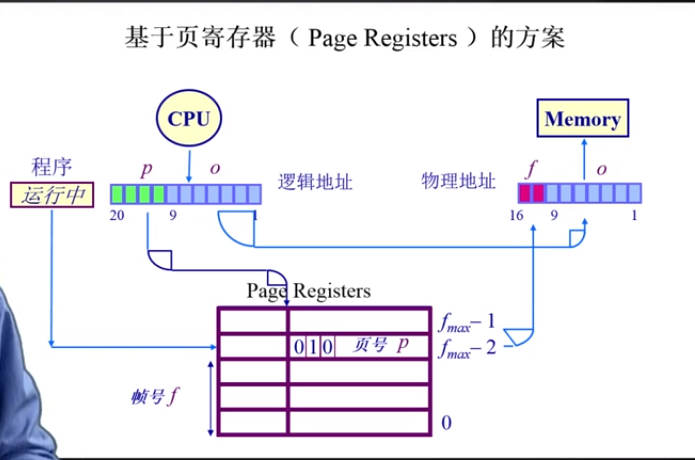 基于页寄存器（ Page Registers ）的方案
CPU
Memory
程序
运行中
p o
逻辑地址
20 9 1
物理地址
f o
16 9 1
Page Registers
fmax– 1
0 1 0 页号 p
fmax– 2
帧号 f
0